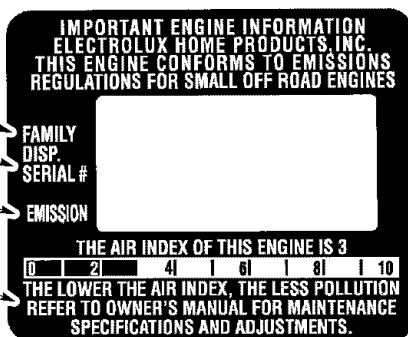 IMPORTANT ENGINE INFORMATION
ELECTROLUX HOME PRODUCTS,INC.
THIS ENGINE CONFORMS TO EMISSIONS
REGULATIONS FOR SMALL OFF ROAD ENGINES
FAMILY
DISP.
SERIAL #
EMISSION
THE AIR INDEX OF THIS ENGINE IS 3
0 2 4 6 8 10
THE LOWER THE AIR INDEX, THE LESS POLLUTION
REFER TO OWNER'S MANUAL FOR MAINTENANCE
SPECIFICATIONS AND ADJUSTMENTS.